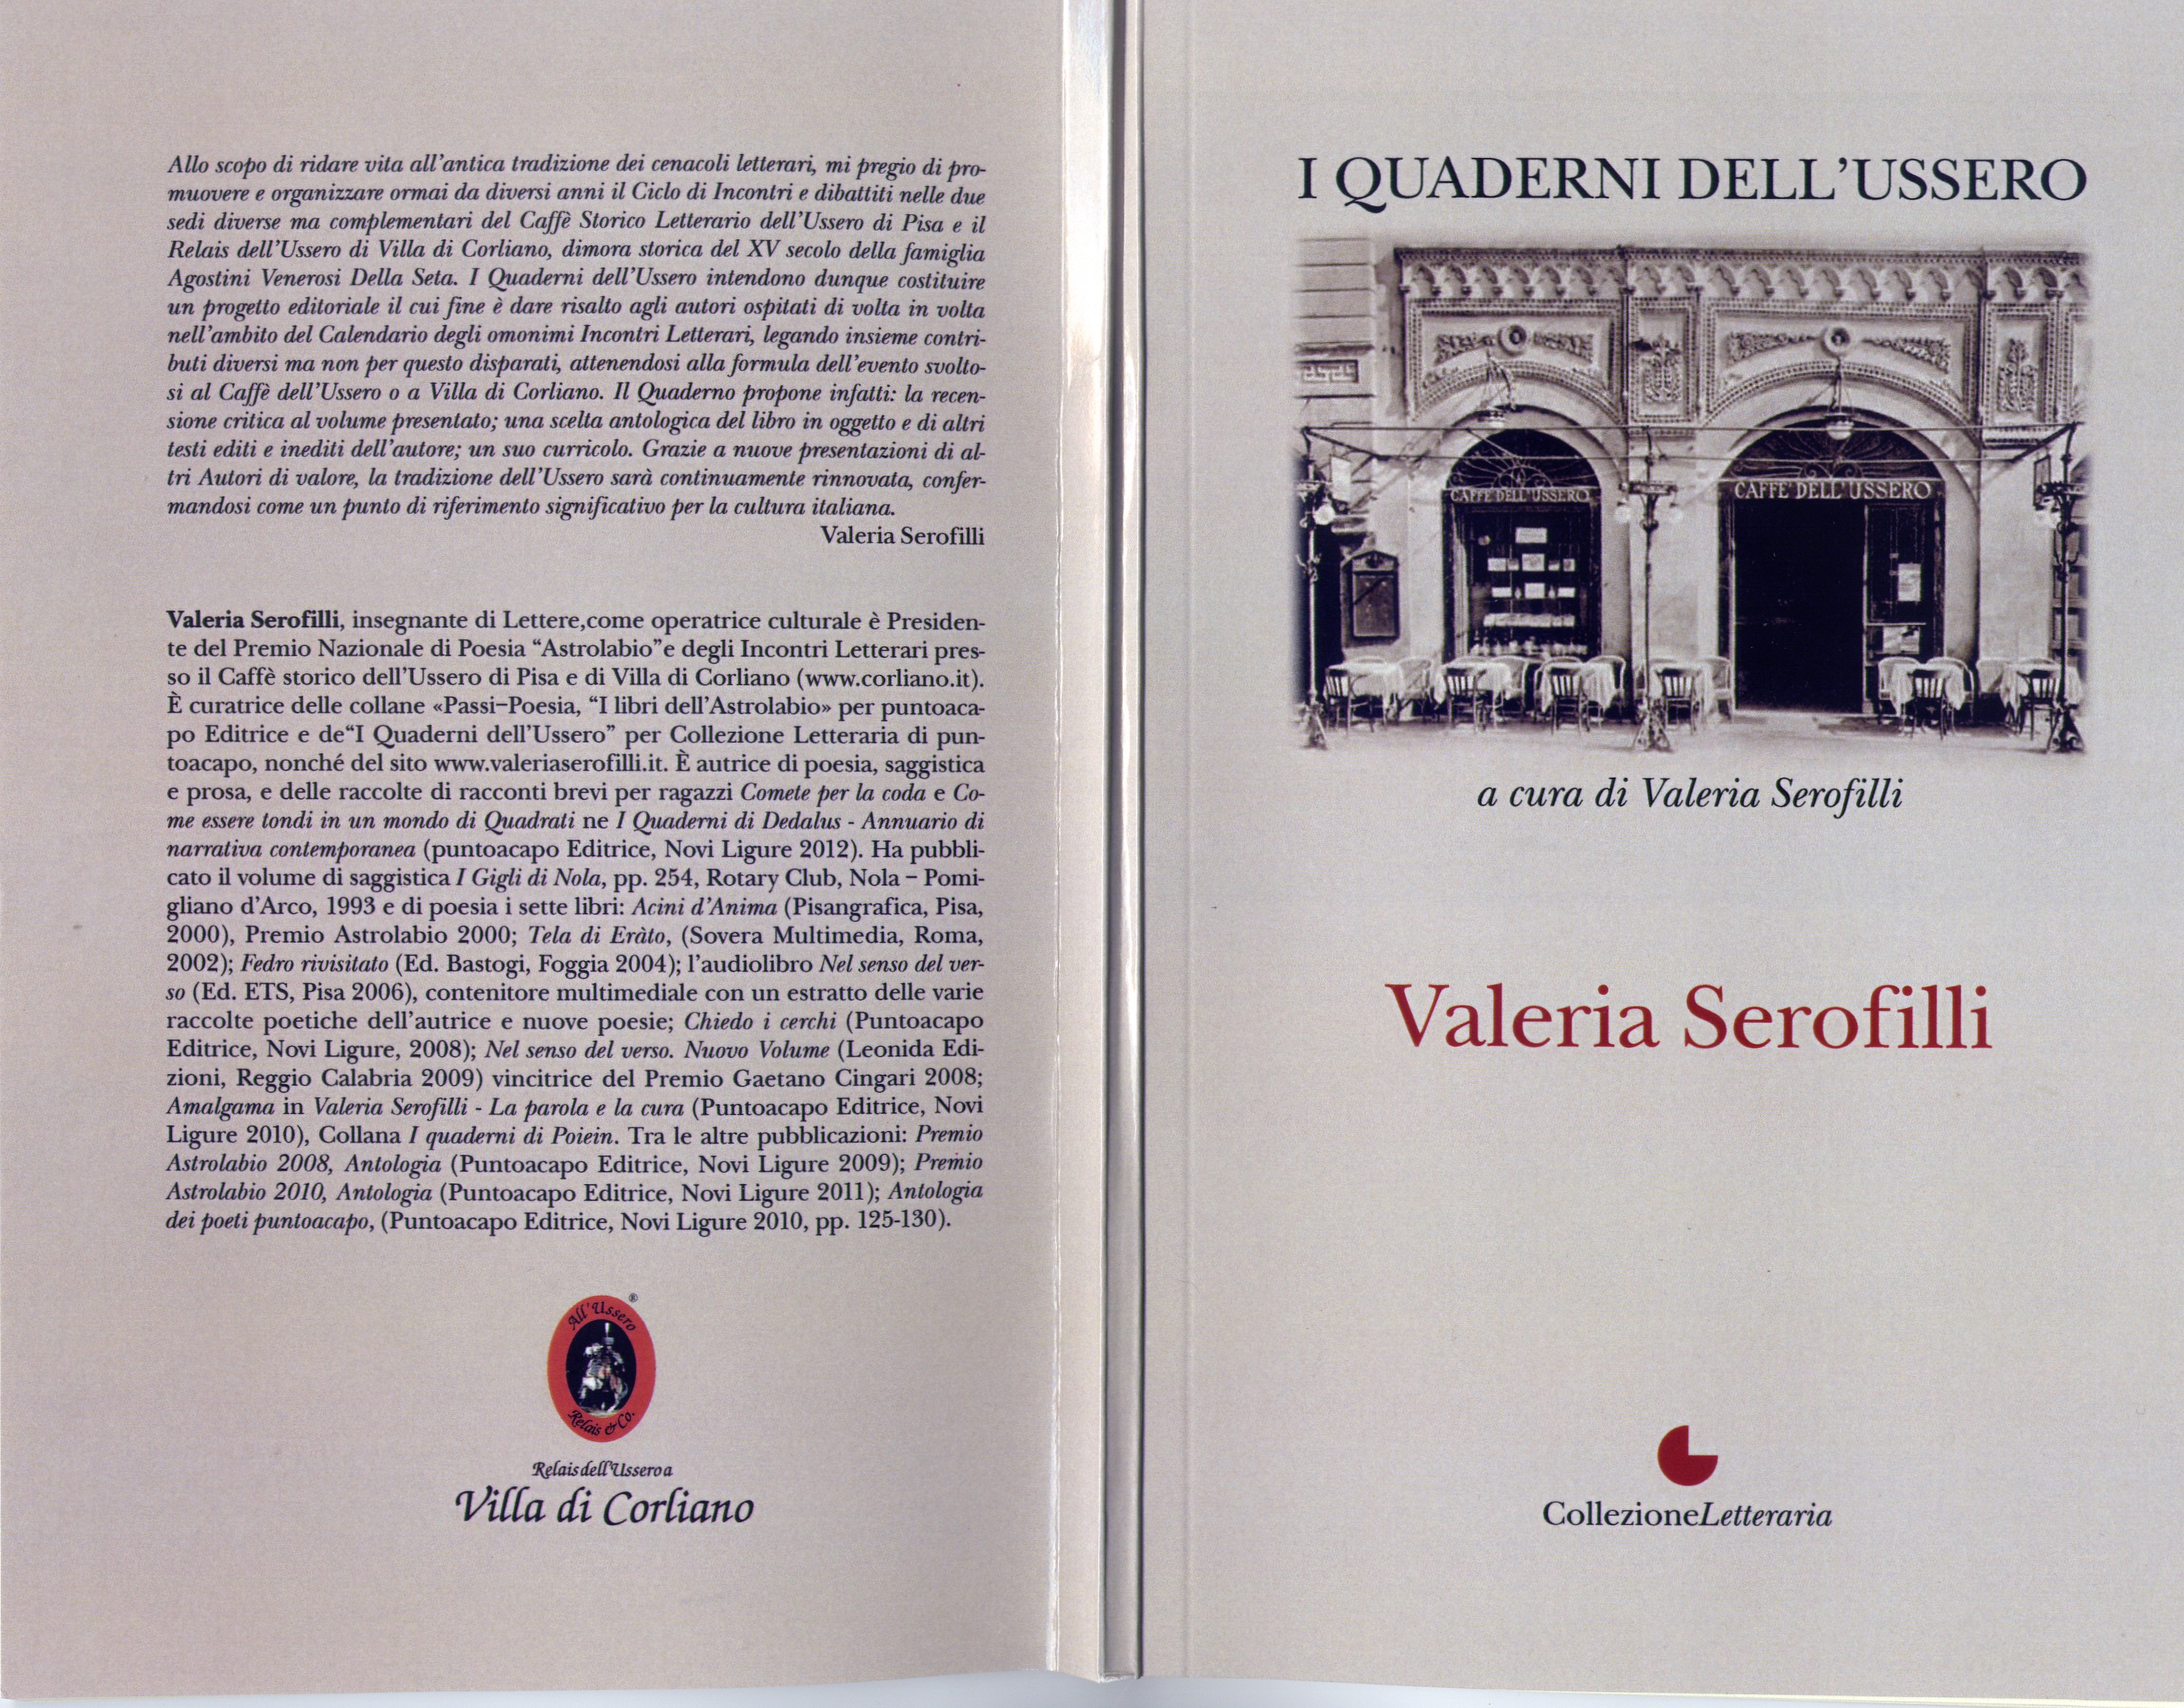 Allo scopo di ridare vita all'antica tradizione dei cenacoli letterari, mi pregio di pro-
muovere e organizzare ormai da diversi anni il Ciclo di Incontri e dibattiti nelle due
sedi diverse ma complementari del Caffè Storico Letterario dell'Ussero di Pisa e il
Relais dell'Ussero di Villa di Corliano, dimora storica del XV secolo della famiglia
Agostini Venerosi Della Seta. I Quaderni dell'Ussero intendono dunque costituire
un progetto editoriale il cui fine è dare risalto agli autori ospitati di volta in volta
nell'ambito del Calendario degli omonimi Incontri Letterari, legando insieme contri-
buti diversi ma non per questo disparati, attenendosi alla formula dell'evento svolto-
si al Caffè dell'Ussero o a Villa di Corliano. Il Quaderno propone infatti: la recen-
sione critica al volume presentato; una scelta antologica del libro in oggetto e di altri
testi editi e inediti dell'autore; un suo curricolo. Grazie a nuove presentazioni di al-
tri Autori di valore, la tradizione dell'Ussero sarà continuamente rinnovata, confer-
mandosi come un punto di riferimento significativo per la cultura italiana.
Valeria Serofilli
Valeria Serofilli, insegnante di Lettere,come operatrice culturale è Presiden-
te del Premio Nazionale di Poesia “Astrolabio”e degli Incontri Letterari pres-
so il Caffè storico dell'Ussero di Pisa e di Villa di Corliano (www.corliano.it).
È curatrice delle collane «Passi–Poesia, “I libri dell'Astrolabio» per puntoaca-
po Editrice e de“I Quaderni dell'Ussero” per Collezione Letteraria di pun-
toacapo, nonché del sito www.valeriaserofilli.it. È autrice di poesia, saggistica
e prosa, e delle raccolte di racconti brevi per ragazzi Comete per la coda e Co-
me essere tondi in un mondo di Quadrati ne I Quaderni di Dedalus - Annuario di
narrativa contemporanea (puntoacapo Editrice, Novi Ligure 2012). Ha pubbli-
cato il volume di saggistica I Gigli di Nola, pp. 254, Rotary Club, Nola – Pomi-
gliano d'Arco, 1993 e di poesia i sette libri: Acini d'Anima (Pisangrafica, Pisa,
2000), Premio Astrolabio 2000; Tela di Eràto, (Sovera Multimedia, Roma,
2002); Fedro rivisitato (Ed. Bastogi, Foggia 2004); l'audiolibro Nel senso del ver-
so (Ed. ETS, Pisa 2006), contenitore multimediale con un estratto delle varie
raccolte poetiche dell'autrice e nuove poesie; Chiedo i cerchi (Puntoacapo
Editrice, Novi Ligure, 2008); Nel senso del verso. Nuovo Volume (Leonida Edi-
zioni, Reggio Calabria 2009) vincitrice del Premio Gaetano Cingari 2008;
Amalgama in Valeria Serofilli - La parola e la cura (Puntoacapo Editrice, Novi
Ligure 2010), Collana I quaderni di Poiein. Tra le altre pubblicazioni: Premio
Astrolabio 2008, Antologia (Puntoacapo Editrice, Novi Ligure 2009); Premio
Astrolabio 2010, Antologia (Puntoacapo Editrice, Novi Ligure 2011); Antologia
dei poeti puntoacapo, (Puntoacapo Editrice, Novi Ligure 2010, pp. 125-130).
All'Ussero ®
Relais & Co.
Relais dell'Ussero a
Villa di Corliano
I QUADERNI DELL'USSERO
CAFFE DELL'USSERO
CAFFE' DELL'USSERO
a cura di Valeria Serofilli
Valeria Serofilli
CollezioneLetteraria